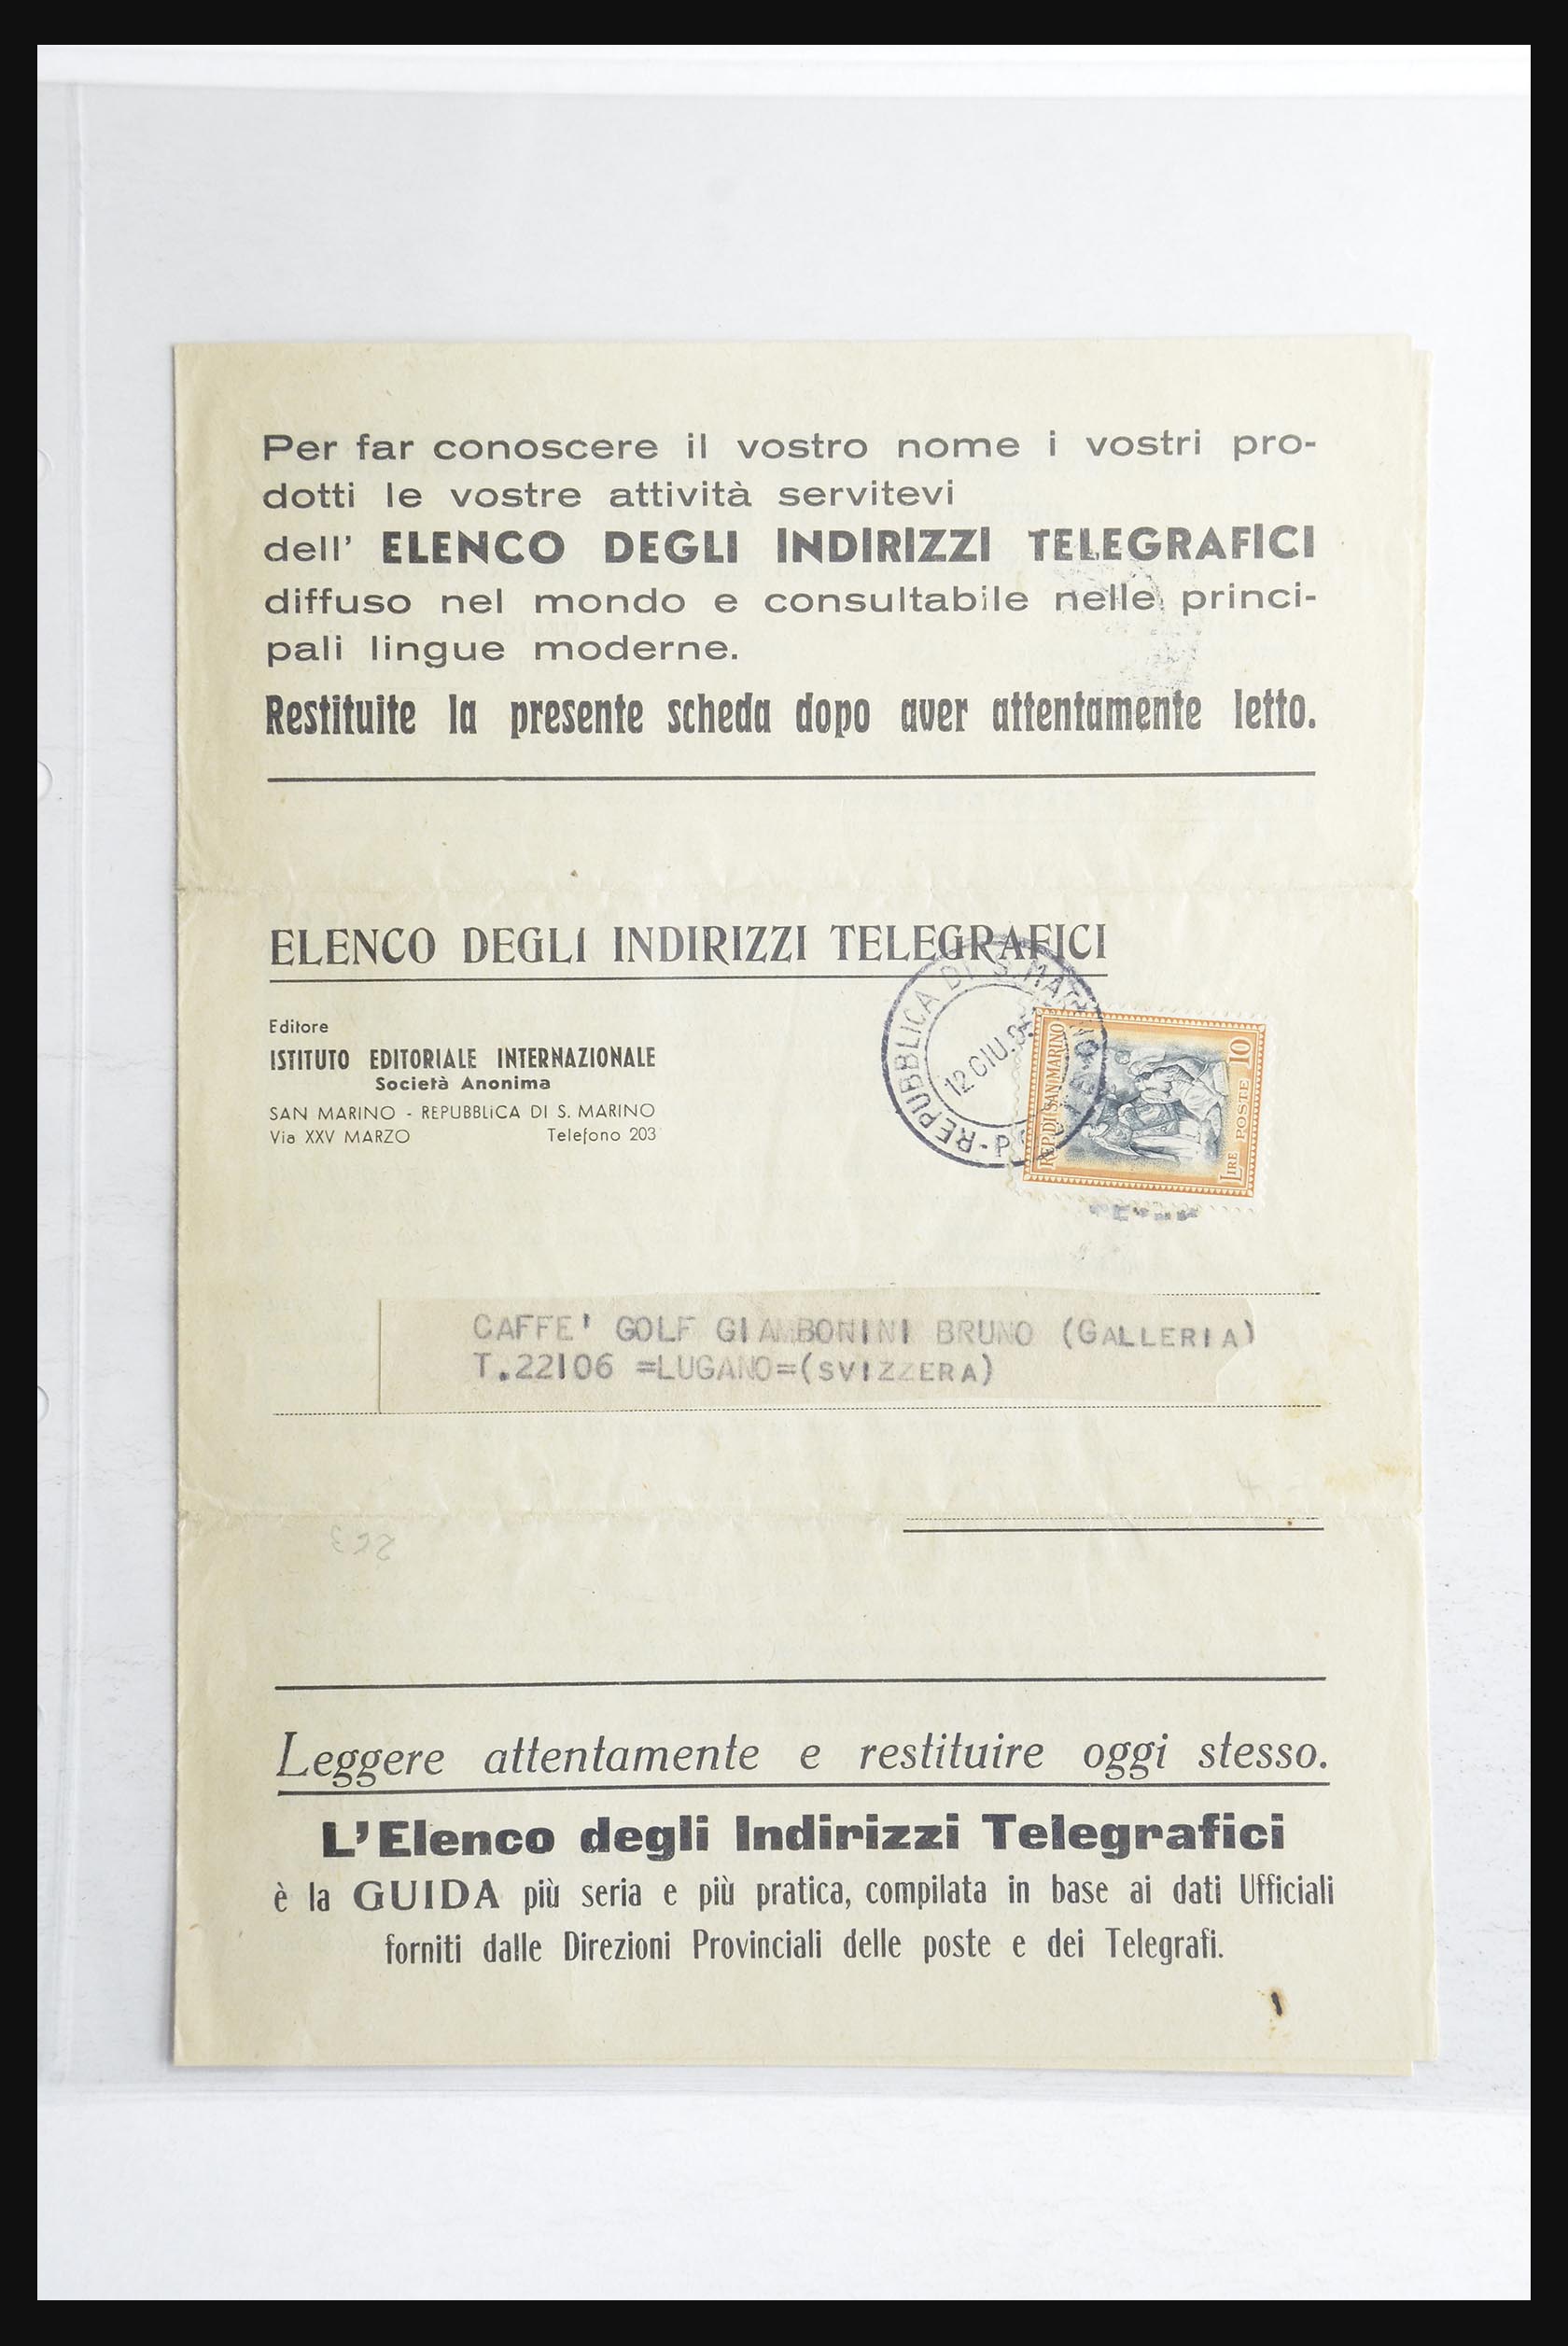 Per far conoscere il vostro nome i vostri pro-
dotti le vostre attività servitevi
dell' ELENCO DEGLI INDIRIZZI TELEGRAFICI
diffuso nel mondo e consultabile nelle princi-
pali lingue moderne.
Restituite la presente scheda dopo aver attentamente letto.
ELENCO DEGLI INDIRIZZI TELEGRAFICI
Editore
ISTITUTO EDITORIALE INTERNAZIONALE
Società Anonima
SAN MARINO - REPUBBLICA DI S. MARINO
Via XXV MARZO Telefono 203
REPUBBLICA DI S. MARINO
12 GIU.
REP. DI SAN MARINO
LIRE POSTE 10
CAFFE' GOLF GIAMBONINI BRUNO (GALLERIA)
T.22106 =LUGANO=(SVIZZERA)
Leggere attentamente e restituire oggi stesso.
L'Elenco degli Indirizzi Telegrafici
è la GUIDA più seria e più pratica, compilata in base ai dati Ufficiali
forniti dalle Direzioni Provinciali delle poste e dei Telegrafi.